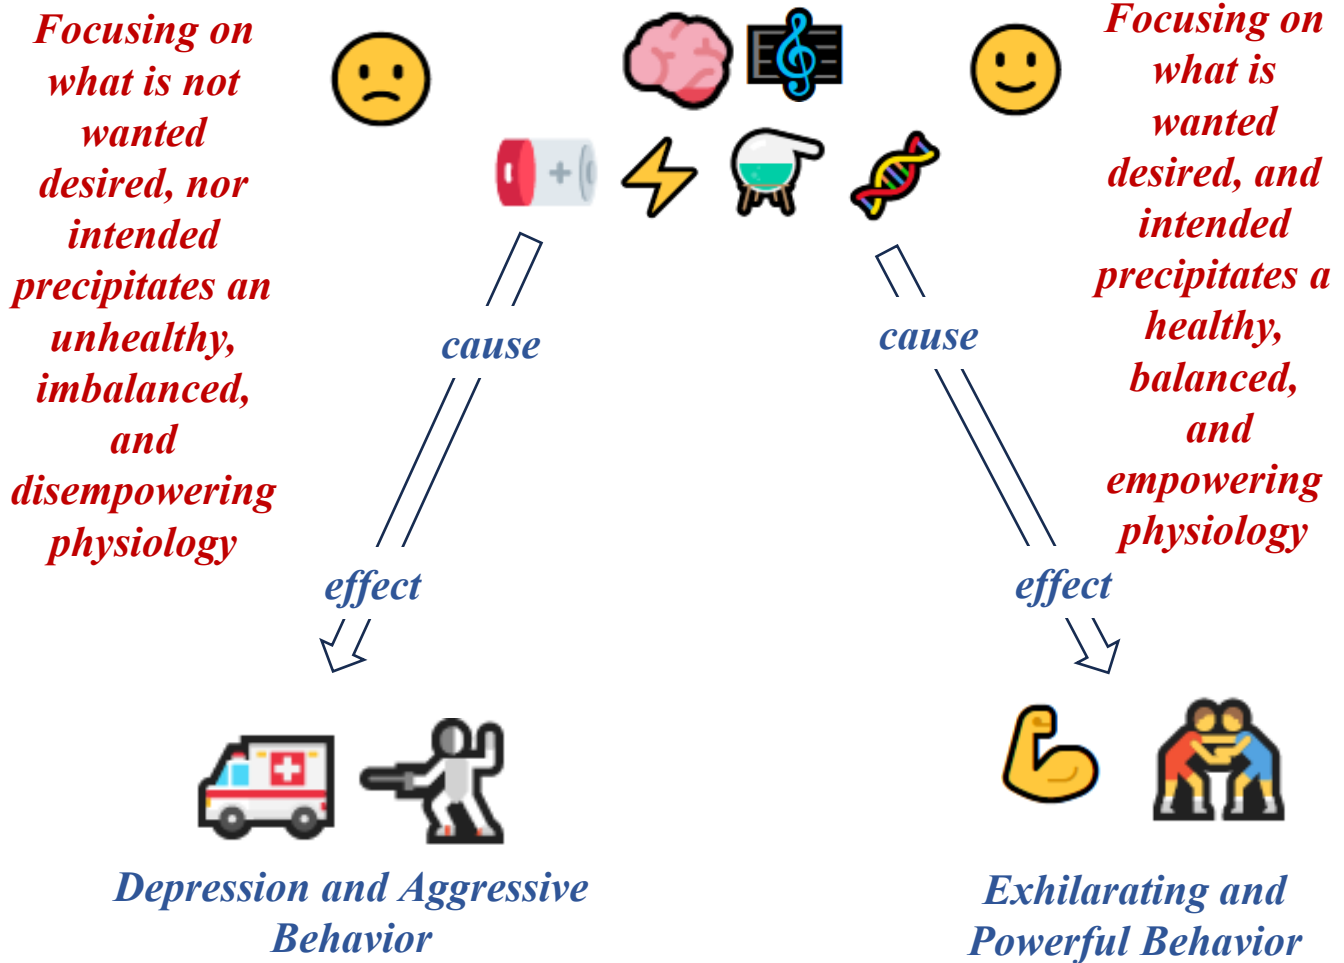 Focusing on
what is not
wanted
desired, nor
intended
precipitates an
unhealthy,
imbalanced,
and
disempowering
physiology
Focusing on
what is
wanted
desired, and
intended
precipitates a
healthy,
balanced,
and
empowering
physiology
cause
cause
effect
effect
Depression and Aggressive
Behavior
Exhilarating and
Powerful Behavior